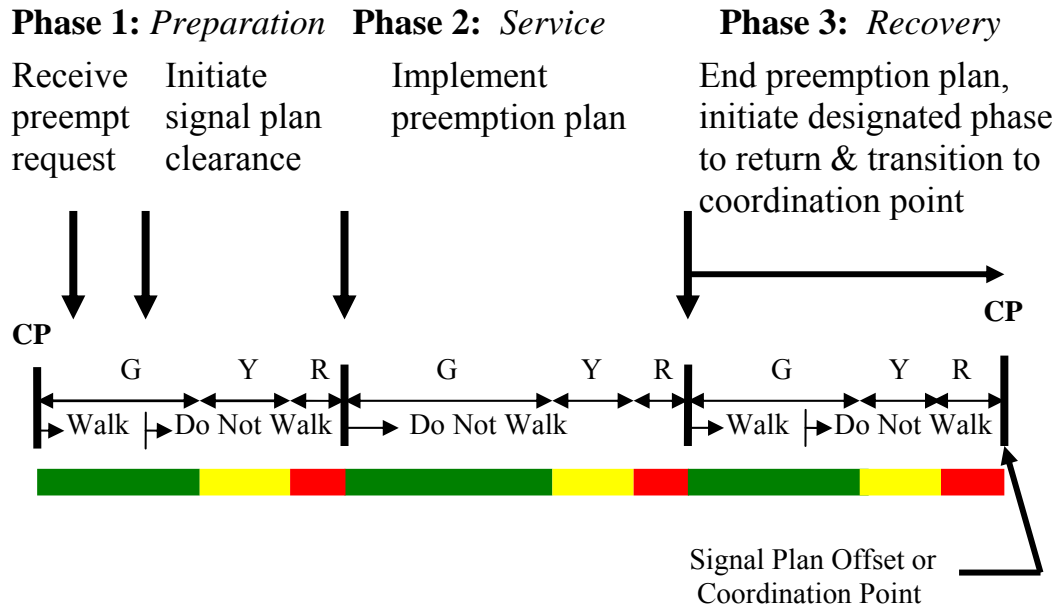 Phase 1: Preparation Phase 2: Service Phase 3: Recovery
Receive
preempt
request
Initiate
signal plan
clearance
Implement
preemption plan
End preemption plan,
initiate designated phase
to return & transition to
coordination point
CP
CP
G Y R G Y R G Y R
Walk Do Not Walk Do Not Walk Walk Do Not Walk
Signal Plan Offset or
Coordination Point